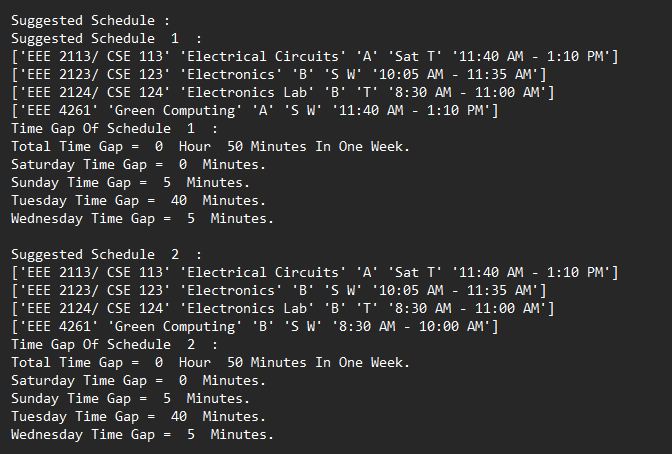 Suggested Schedule :
Suggested Schedule  1  :
['EEE 2113/ CSE 113' 'Electrical Circuits' 'A' 'Sat T' '11:40 AM - 1:10 PM']
['EEE 2123/ CSE 123' 'Electronics' 'B' 'S W' '10:05 AM - 11:35 AM']
['EEE 2124/ CSE 124' 'Electronics Lab' 'B' 'T' '8:30 AM - 11:00 AM']
['EEE 4261' 'Green Computing' 'A' 'S W' '11:40 AM - 1:10 PM']
Time Gap Of Schedule  1  :
Total Time Gap =  0  Hour  50 Minutes In One Week.
Saturday Time Gap =  0  Minutes.
Sunday Time Gap =  5  Minutes.
Tuesday Time Gap =  40  Minutes.
Wednesday Time Gap =  5  Minutes.
Suggested Schedule  2  :
['EEE 2113/ CSE 113' 'Electrical Circuits' 'A' 'Sat T' '11:40 AM - 1:10 PM']
['EEE 2123/ CSE 123' 'Electronics' 'B' 'S W' '10:05 AM - 11:35 AM']
['EEE 2124/ CSE 124' 'Electronics Lab' 'B' 'T' '8:30 AM - 11:00 AM']
['EEE 4261' 'Green Computing' 'B' 'S W' '8:30 AM - 10:00 AM']
Time Gap Of Schedule  2  :
Total Time Gap =  0  Hour  50 Minutes In One Week.
Saturday Time Gap =  0  Minutes.
Sunday Time Gap =  5  Minutes.
Tuesday Time Gap =  40  Minutes.
Wednesday Time Gap =  5  Minutes.